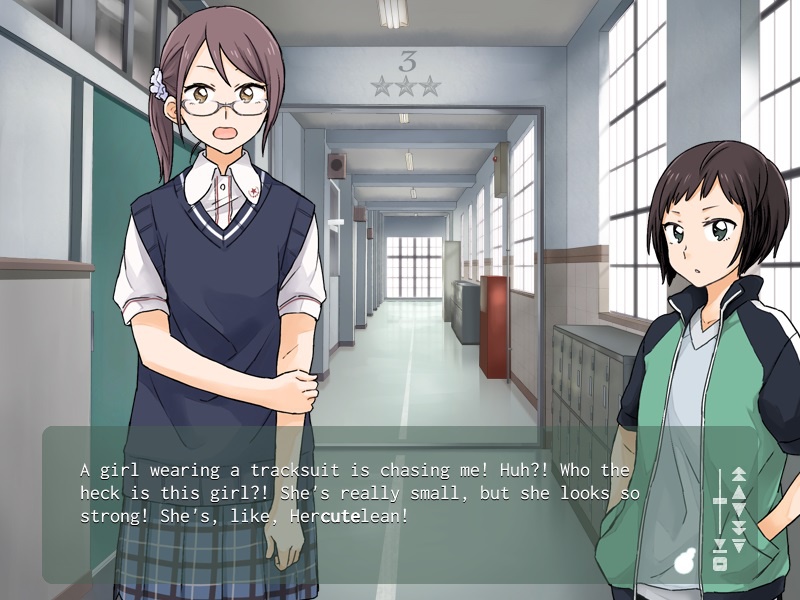 3
A girl wearing a tracksuit is chasing me! Huh?! Who the
heck is this girl?! She's really small, but she looks so
strong! She's, like, Hercutelean!